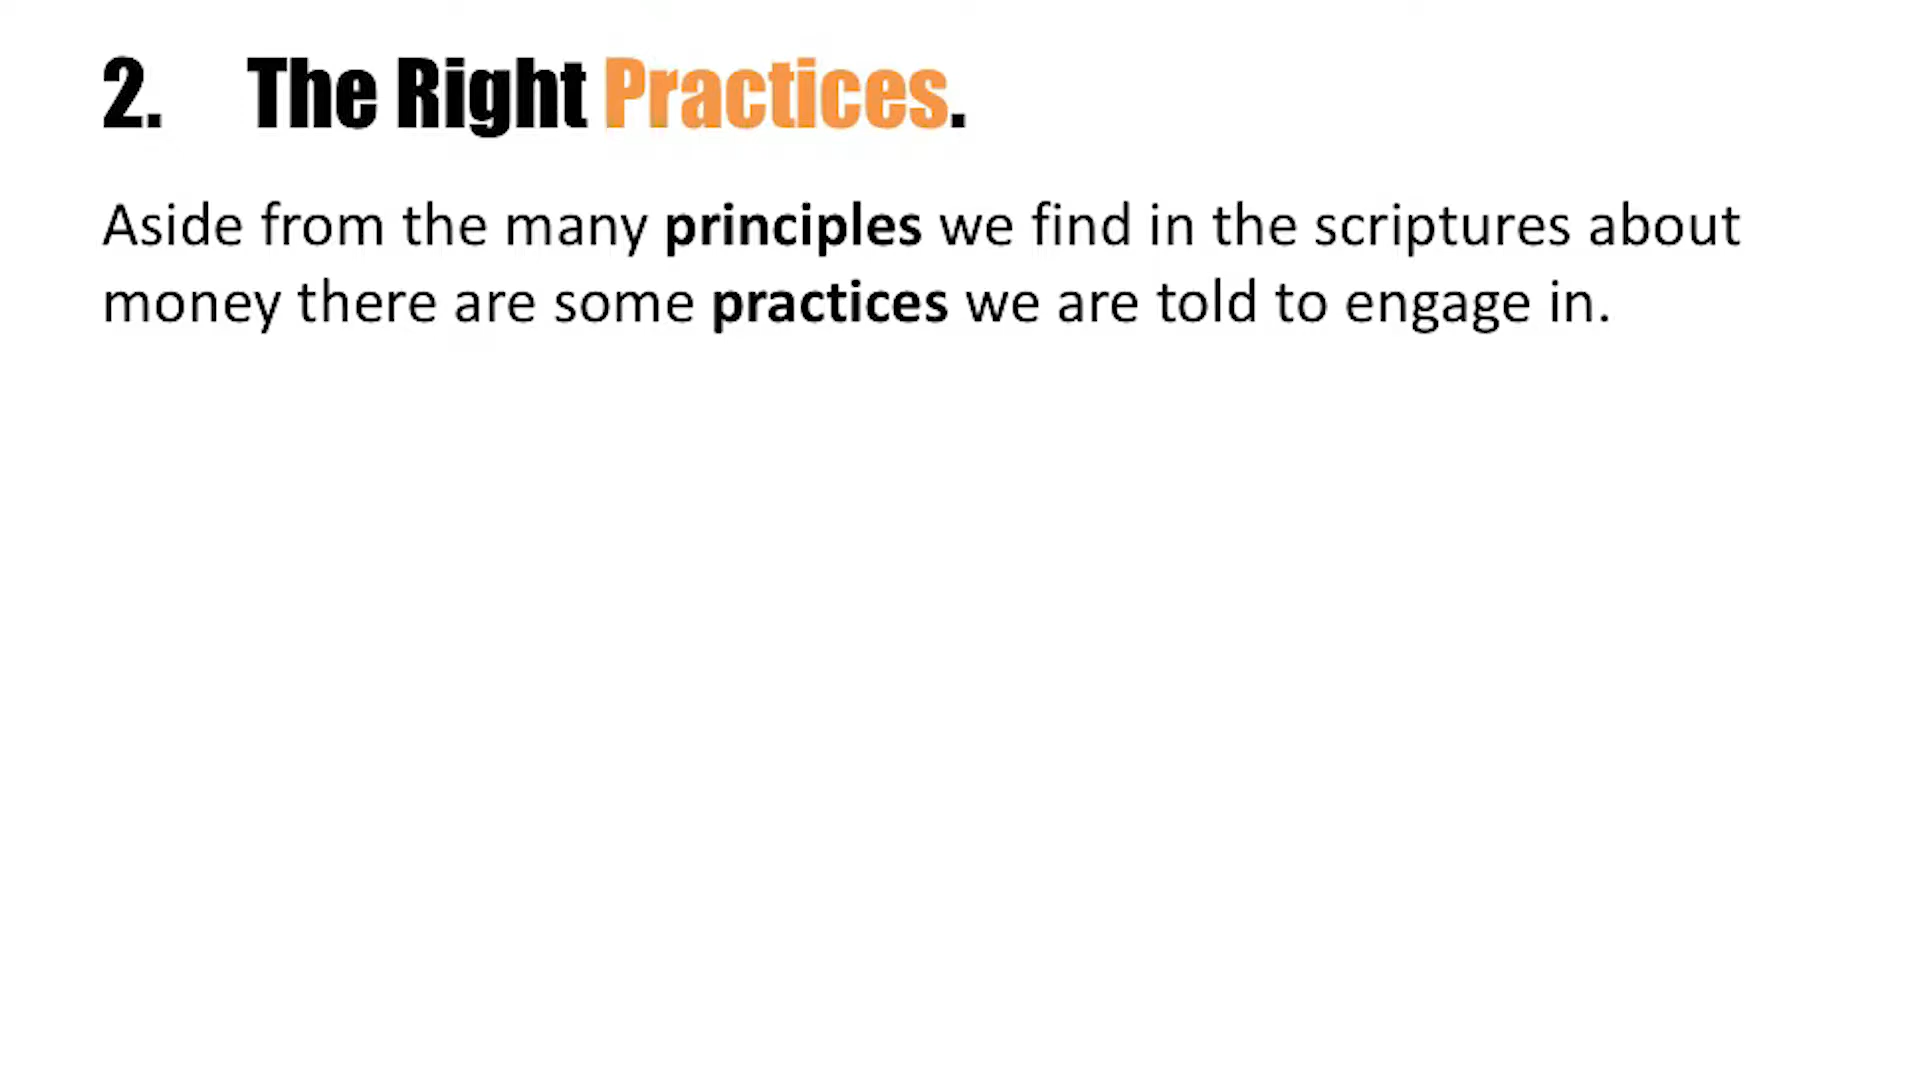 2. The Right Practices.
Aside from the many principles we find in the scriptures about
money there are some practices we are told to engage in.